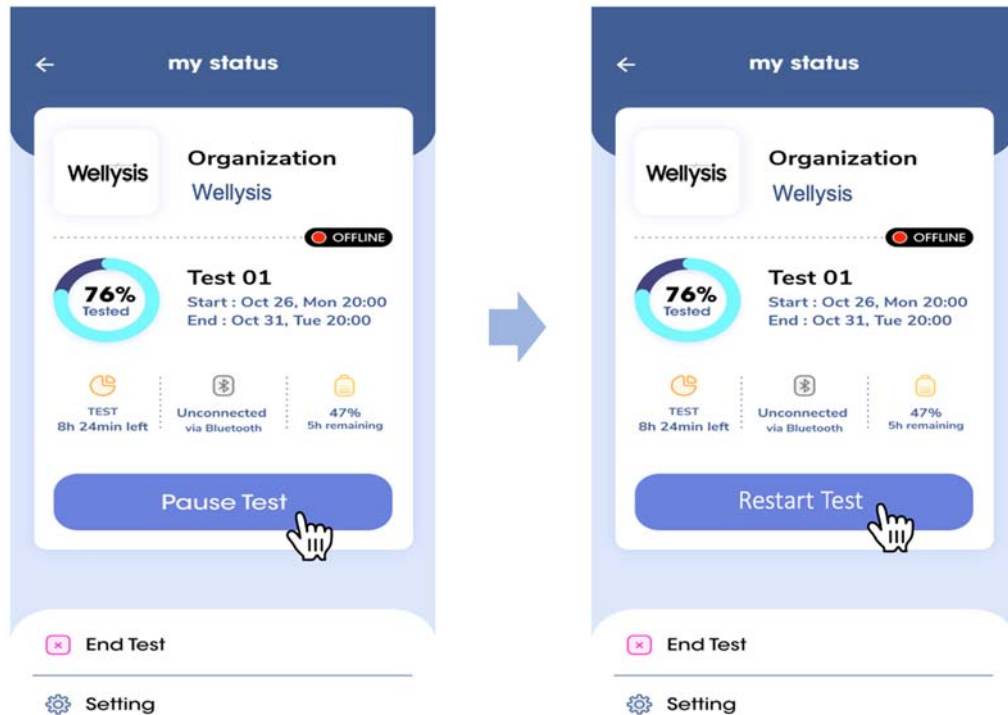 my status
Wellysis
Organization
Wellysis
OFFLINE
76%
Tested
Test 01
Start : Oct 26, Mon 20:00
End : Oct 31, Tue 20:00
TEST
8h 24min left
Unconnected
via Bluetooth
47%
5h remaining
Pause Test
End Test
Setting
my status
Wellysis
Organization
Wellysis
OFFLINE
76%
Tested
Test 01
Start : Oct 26, Mon 20:00
End : Oct 31, Tue 20:00
TEST
8h 24min left
Unconnected
via Bluetooth
47%
5h remaining
Restart Test
End Test
Setting